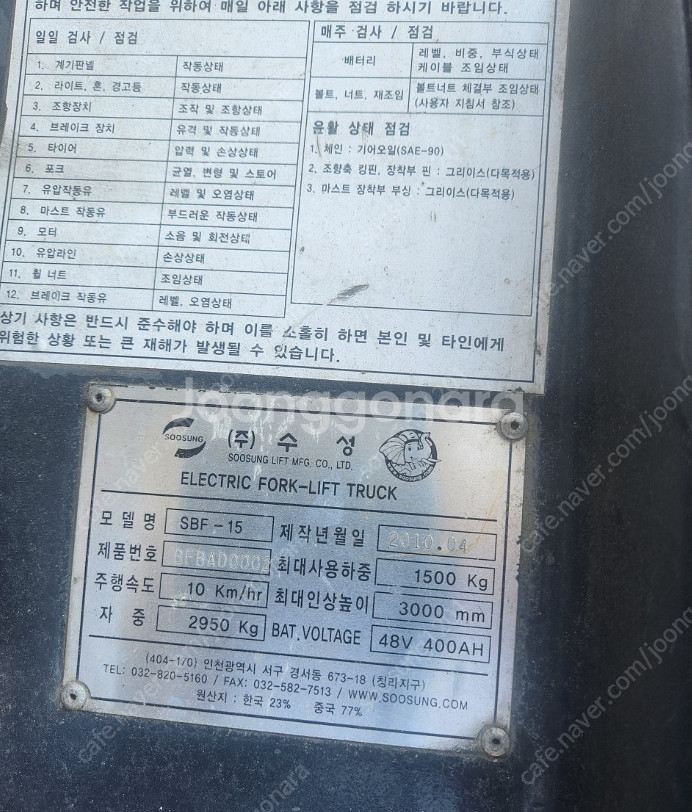 하며 안전한 작업을 위하여 매일 아래 사항을 점검 하시기 바랍니다.
일일 검사 / 점검
1. 계기판넬 작동상태
2. 라이트, 혼, 경고등 작동상태
3. 조향장치 조작 및 조향상태
4. 브레이크 장치 유격 및 작동상태
5. 타이어 압력 및 손상상태
6. 포크 균열, 변형 및 스토어
7. 유압작동유 레벨 및 오염상태
8. 마스트 작동유 부드러운 작동상태
9. 모터 소음 및 회전상태
10. 유압라인 손상상태
11. 휠 너트 조임상태
12. 브레이크 작동유 레벨, 오염상태
매주 검사 / 점검
배터리 레벨, 비중, 부식상태
케이블 조임상태
볼트, 너트, 재조임 볼트너트 체결부 조임상태
(사용자 지침서 참조)
윤활 상태 점검
1. 체인 : 기어오일(SAE-90)
2. 조향축 킹핀, 장착부 핀 : 그리이스(다목적용)
3. 마스트 장착부 부싱 : 그리이스(다목적용)
상기 사항은 반드시 준수해야 하며 이를 소홀히 하면 본인 및 타인에게
위험한 상황 또는 큰 재해가 발생될 수 있습니다.
Joonggonara
SOOSUNG (주) 수 성
SOOSUNG LIFT MFG. CO., LTD.
ELECTRIC FORK-LIFT TRUCK
모 델 명 SBF-15 제작년월일 2010.04
제품번호 최대사용하중 1500 Kg
주행속도 10 Km/hr 최대인상높이 3000 mm
자 중 2950 Kg BAT. VOLTAGE 48V 400AH
(404-1/0) 인천광역시 서구 경서동 673-18 (칭라지구)
TEL: 032-820-5160 / FAX: 032-582-7513 / WWW.SOOSUNG.COM
원산지 : 한국 23% 중국 77%
cafe.naver.com/joonggonara